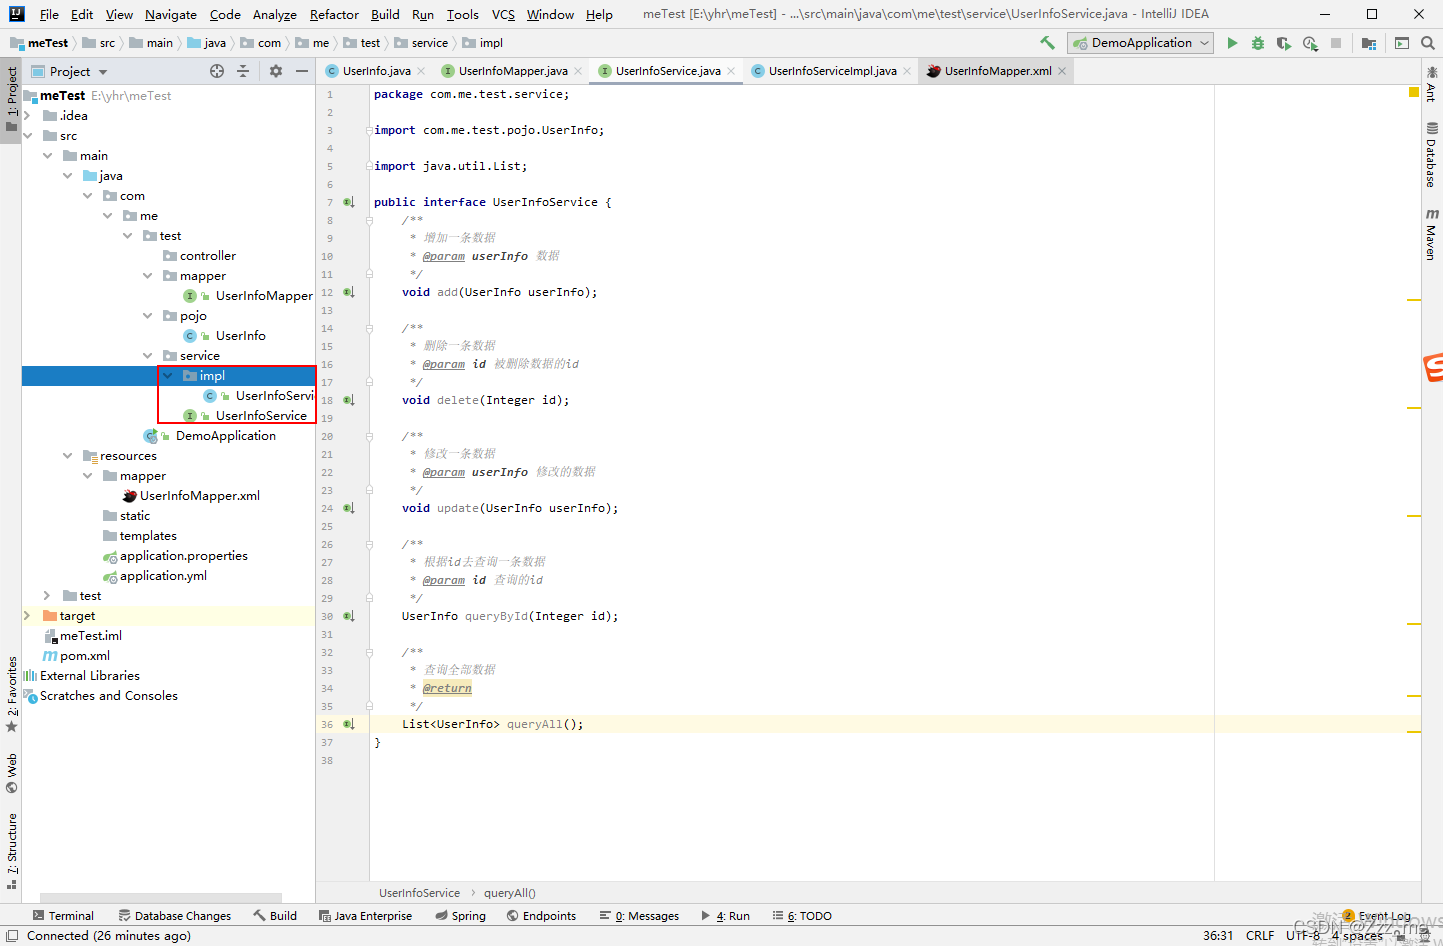 File Edit View Navigate Code Analyze Refactor Build Run Tools VCS Window Help meTest [E:\yhr\meTest] - ...\src\main\java\com\me\test\service\UserInfoService.java - IntelliJ IDEA
meTest src main java com me test service impl DemoApplication
Project UserInfo.java UserInfoMapper.java UserInfoService.java UserInfoServiceImpl.java UserInfoMapper.xml
1: Project
2: Favorites
Web
7: Structure
meTest E:\yhr\meTest
.idea
src
main
java
com
me
test
controller
mapper
UserInfoMapper
pojo
UserInfo
service
impl
UserInfoServi
UserInfoService
DemoApplication
resources
mapper
UserInfoMapper.xml
static
templates
application.properties
application.yml
test
target
meTest.iml
pom.xml
External Libraries
Scratches and Consoles
1 package com.me.test.service;
2
3 import com.me.test.pojo.UserInfo;
4
5 import java.util.List;
6
7 public interface UserInfoService {
8 /**
9 * 增加一条数据
10 * @param userInfo 数据
11 */
12 void add(UserInfo userInfo);
13
14 /**
15 * 删除一条数据
16 * @param id 被删除数据的id
17 */
18 void delete(Integer id);
19
20 /**
21 * 修改一条数据
22 * @param userInfo 修改的数据
23 */
24 void update(UserInfo userInfo);
25
26 /**
27 * 根据id去查询一条数据
28 * @param id 查询的id
29 */
30 UserInfo queryById(Integer id);
31
32 /**
33 * 查询全部数据
34 * @return
35 */
36 List<UserInfo> queryAll();
37 }
38
Ant
Database
m Maven
UserInfoService queryAll()
Terminal Database Changes Build Java Enterprise Spring Endpoints 0: Messages 4: Run 6: TODO 2 Event Log
Connected (26 minutes ago) 36:31 CRLF UTF-8 4 spaces